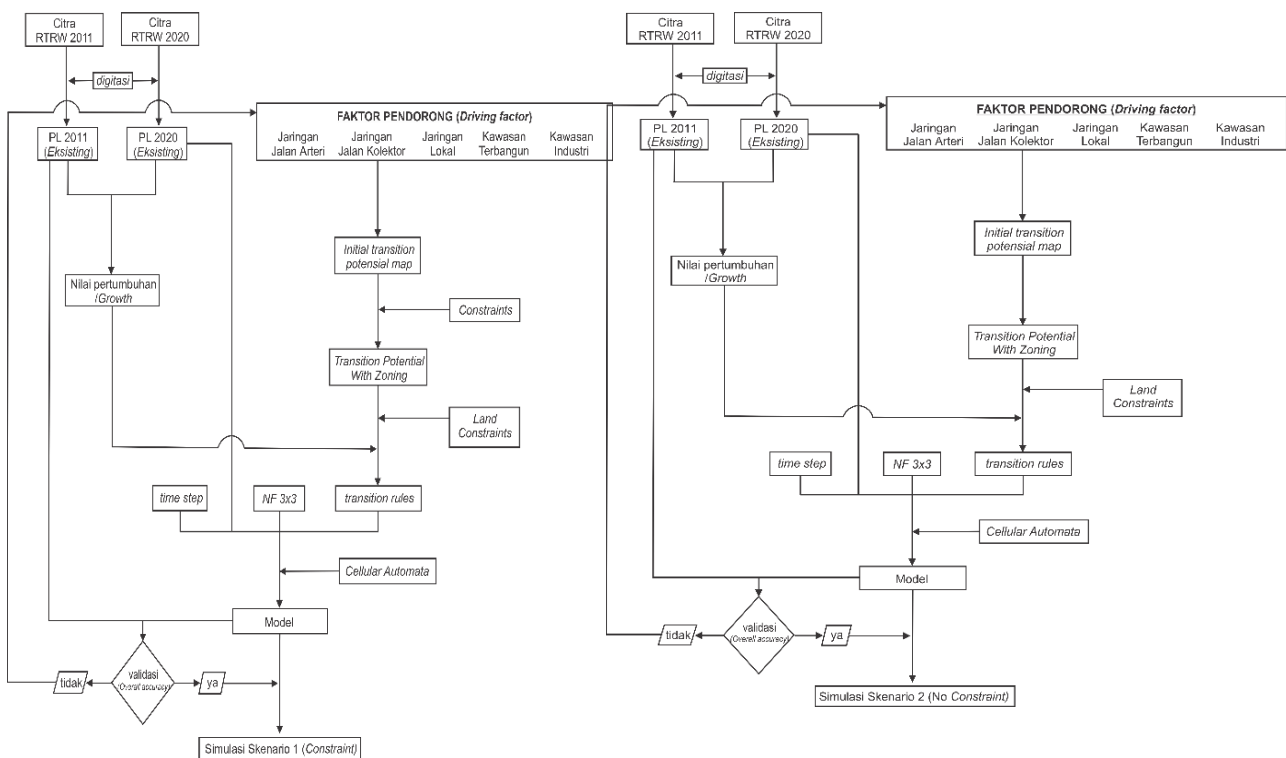 Citra
RTRW 2011
Citra
RTRW 2020
digitasi
PL 2011
(Eksisting)
PL 2020
(Eksisting)
FAKTOR PENDORONG (Driving factor)
Jaringan
Jalan Arteri
Jaringan
Jalan Kolektor
Jaringan
Lokal
Kawasan
Terbangun
Kawasan
Industri
Initial transition
potensial map
Nilai pertumbuhan
/Growth
Constraints
Transition Potential
With Zoning
Land
Constraints
time step
NF 3x3
transition rules
Cellular Automata
Model
validasi
(Overall accuracy)
tidak
ya
Simulasi Skenario 1 (Constraint)
Citra
RTRW 2011
Citra
RTRW 2020
digitasi
PL 2011
(Eksisting)
PL 2020
(Eksisting)
FAKTOR PENDORONG (Driving factor)
Jaringan
Jalan Arteri
Jaringan
Jalan Kolektor
Jaringan
Lokal
Kawasan
Terbangun
Kawasan
Industri
Initial transition
potensial map
Nilai pertumbuhan
/Growth
Transition Potential
With Zoning
Land
Constraints
time step
NF 3x3
transition rules
Cellular Automata
Model
validasi
(Overall accuracy)
tidak
ya
Simulasi Skenario 2 (No Constraint)